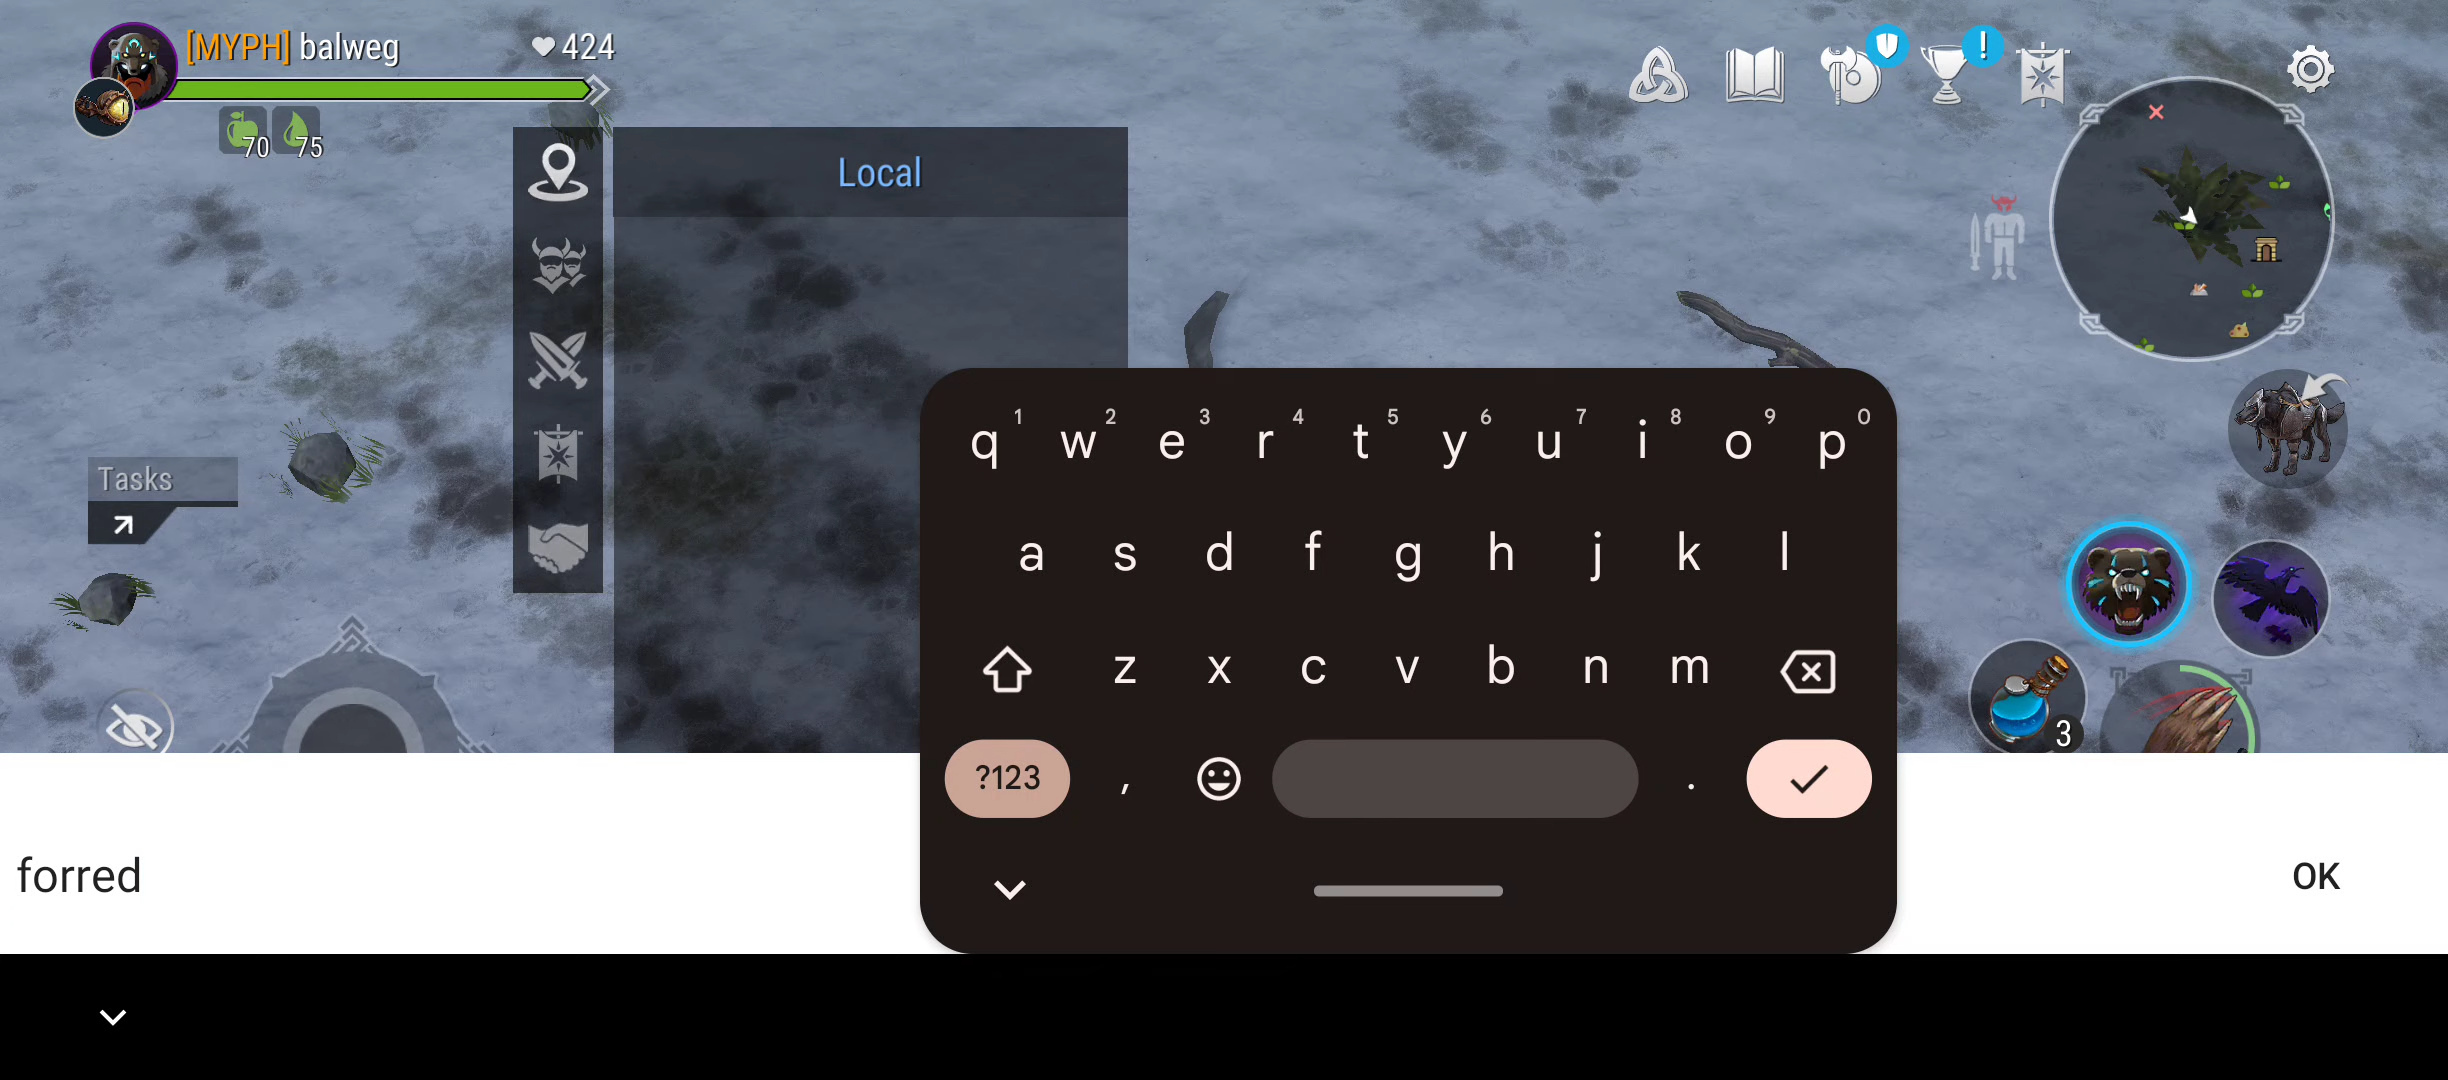 [MYPH] balweg
424
70
75
Local
Tasks
!
3
q 1 w 2 e 3 r 4 t 5 y 6 u 7 i 8 o 9 p 0
a s d f g h j k l
z x c v b n m
?123 , .
forred
OK